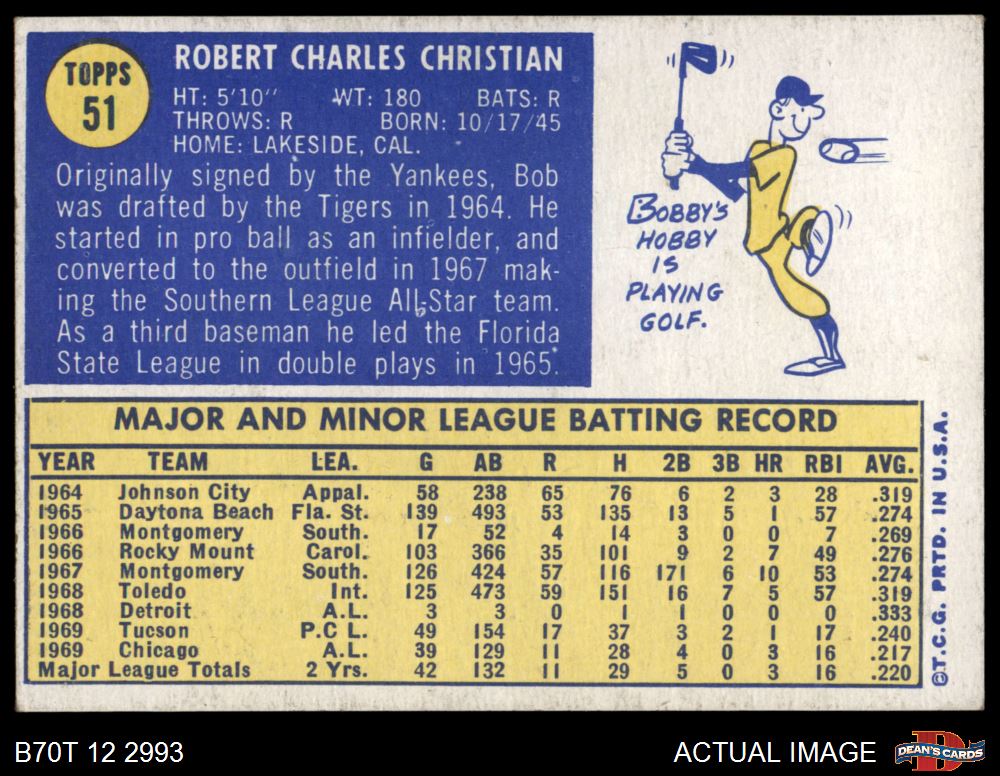 TOPPS
51
ROBERT CHARLES CHRISTIAN
HT: 5'10" WT: 180 BATS: R
THROWS: R BORN: 10/17/45
HOME: LAKESIDE, CAL.
Originally signed by the Yankees, Bob
was drafted by the Tigers in 1964. He
started in pro ball as an infielder, and
converted to the outfield in 1967 mak-
ing the Southern League All-Star team.
As a third baseman he led the Florida
State League in double plays in 1965.
BOBBY'S
HOBBY
IS
PLAYING
GOLF.
MAJOR AND MINOR LEAGUE BATTING RECORD
YEAR TEAM LEA. G AB R H 2B 3B HR RBI AVG.
1964 Johnson City Appal. 58 238 65 76 6 2 3 28 .319
1965 Daytona Beach Fla. St. 139 493 53 135 13 5 1 57 .274
1966 Montgomery South. 17 52 4 14 3 0 0 7 .269
1966 Rocky Mount Carol. 103 366 35 101 9 2 7 49 .276
1967 Montgomery South. 126 424 57 116 171 6 10 53 .274
1968 Toledo Int. 125 473 59 151 16 7 5 57 .319
1968 Detroit A.L. 3 3 0 1 1 0 0 0 .333
1969 Tucson P.C L. 49 154 17 37 3 2 1 17 .240
1969 Chicago A.L. 39 129 11 28 4 0 3 16 .217
Major League Totals 2 Yrs. 42 132 11 29 5 0 3 16 .220
©T.C.G. PRTD. IN U.S.A.
B70T 12 2993
ACTUAL IMAGE
DEAN'S CARDS